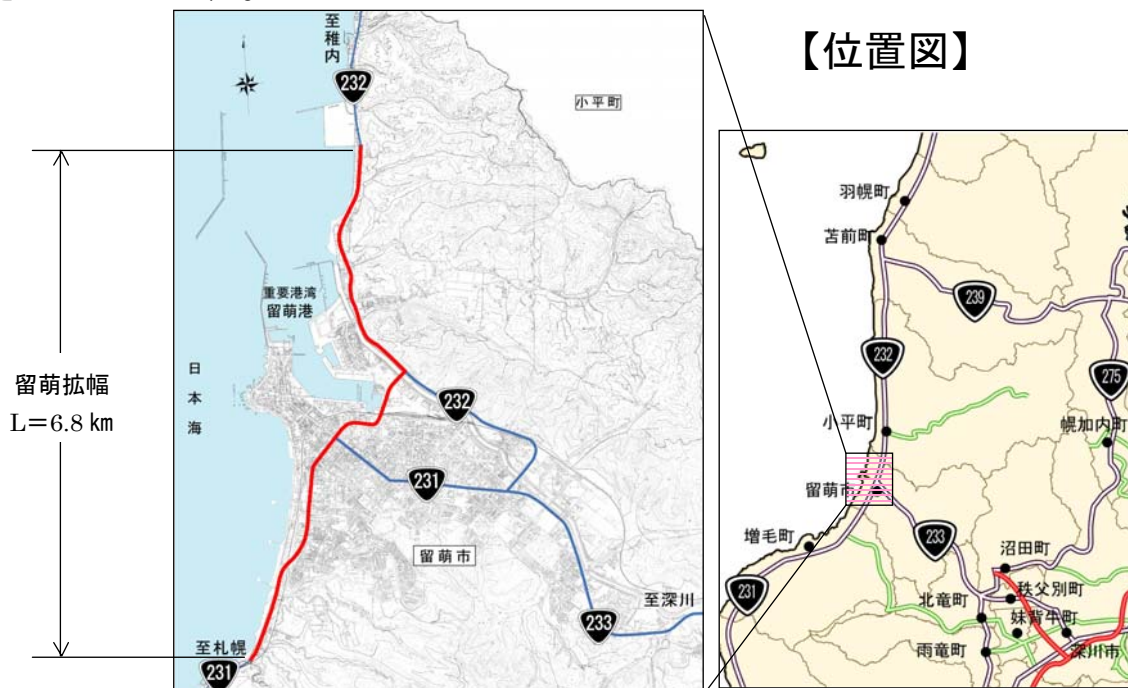 【位置図】
至稚内
232
小平町
重要港湾
留萌港
日本海
留萌拡幅
L=6.8㎞
232
231
留萌市
至深川
233
至札幌
231
羽幌町
苫前町
239
232
275
小平町
幌加内町
留萌市
増毛町
233
沼田町
231
秩父別町
北竜町
妹背牛町
雨竜町
深川市